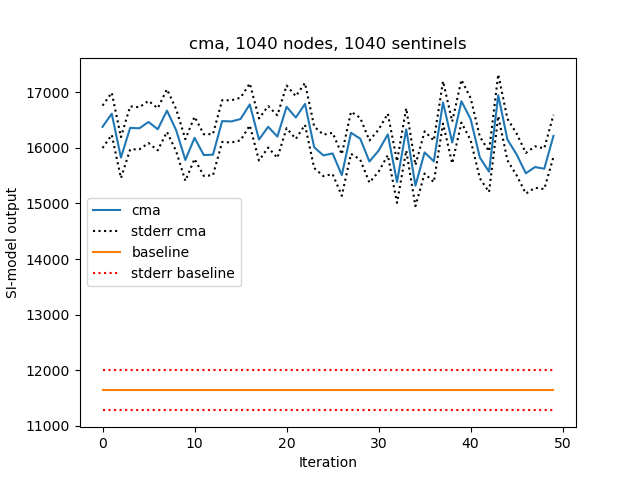 cma, 1040 nodes, 1040 sentinels
17000
16000
15000
14000
13000
12000
11000
SI-model output
cma
stderr cma
baseline
stderr baseline
0 10 20 30 40 50
Iteration